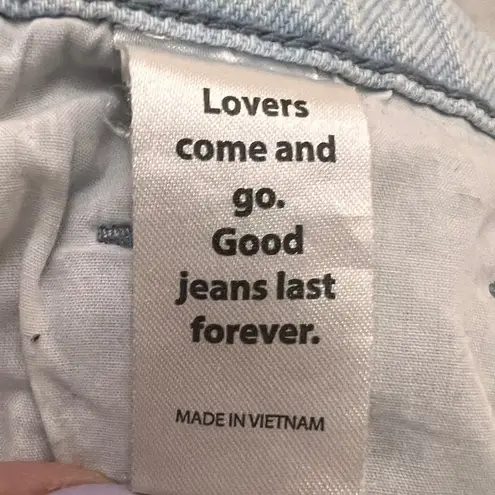 Lovers
come and
go.
Good
jeans last
forever.
MADE IN VIETNAM